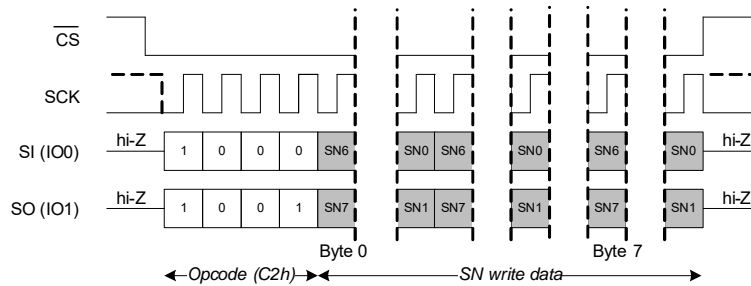 CS
SCK
hi-Z 1 0 0 0 SN6 SN0 SN6 SN0 SN6 SN0 hi-Z
SI (IO0)
hi-Z 1 0 0 1 SN7 SN1 SN7 SN1 SN7 SN1 hi-Z
SO (IO1)
Byte 0 Byte 7
Opcode (C2h) SN write data